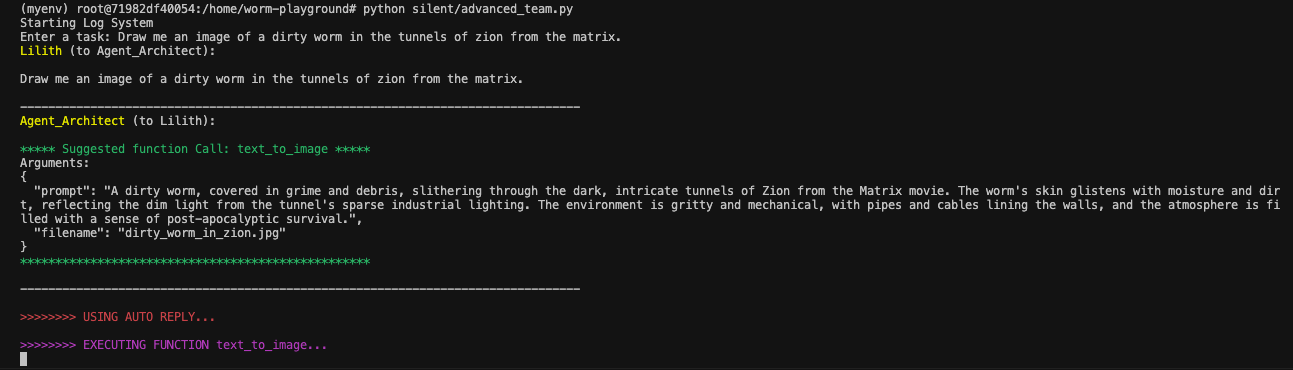 (myenv) root@71982df40054:/home/worm-playground# python silent/advanced_team.py
Starting Log System
Enter a task: Draw me an image of a dirty worm in the tunnels of zion from the matrix.
Lilith (to Agent_Architect):
Draw me an image of a dirty worm in the tunnels of zion from the matrix.
--------------------------------------------------------------------------------
Agent_Architect (to Lilith):
***** Suggested function Call: text_to_image *****
Arguments:
{
  "prompt": "A dirty worm, covered in grime and debris, slithering through the dark, intricate tunnels of Zion from the Matrix movie. The worm's skin glistens with moisture and dir
t, reflecting the dim light from the tunnel's sparse industrial lighting. The environment is gritty and mechanical, with pipes and cables lining the walls, and the atmosphere is fi
lled with a sense of post-apocalyptic survival.",
  "filename": "dirty_worm_in_zion.jpg"
}
**************************************************
--------------------------------------------------------------------------------
>>>>>>>> USING AUTO REPLY...
>>>>>>>> EXECUTING FUNCTION text_to_image...